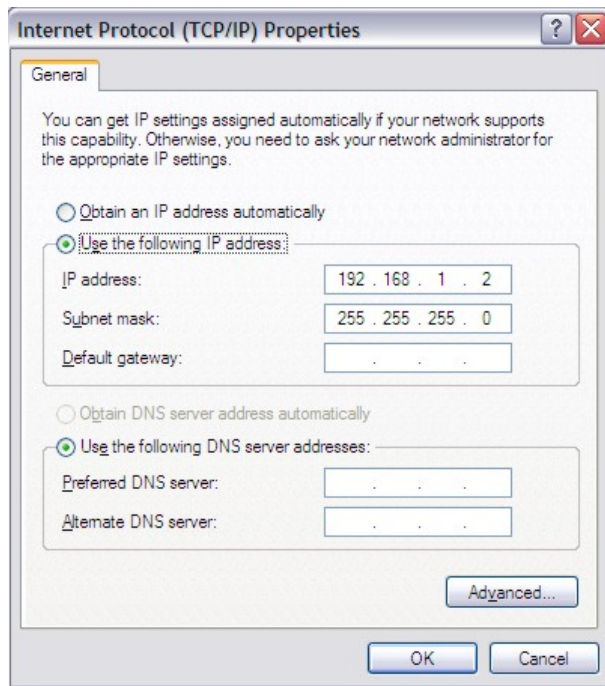 Internet Protocol (TCP/IP) Properties
General
You can get IP settings assigned automatically if your network supports
this capability. Otherwise, you need to ask your network administrator for
the appropriate IP settings.
Obtain an IP address automatically
Use the following IP address:
IP address: 192 . 168 . 1 . 2
Subnet mask: 255 . 255 . 255 . 0
Default gateway: . . .
Obtain DNS server address automatically
Use the following DNS server addresses:
Preferred DNS server: . . .
Alternate DNS server: . . .
Advanced...
OK Cancel